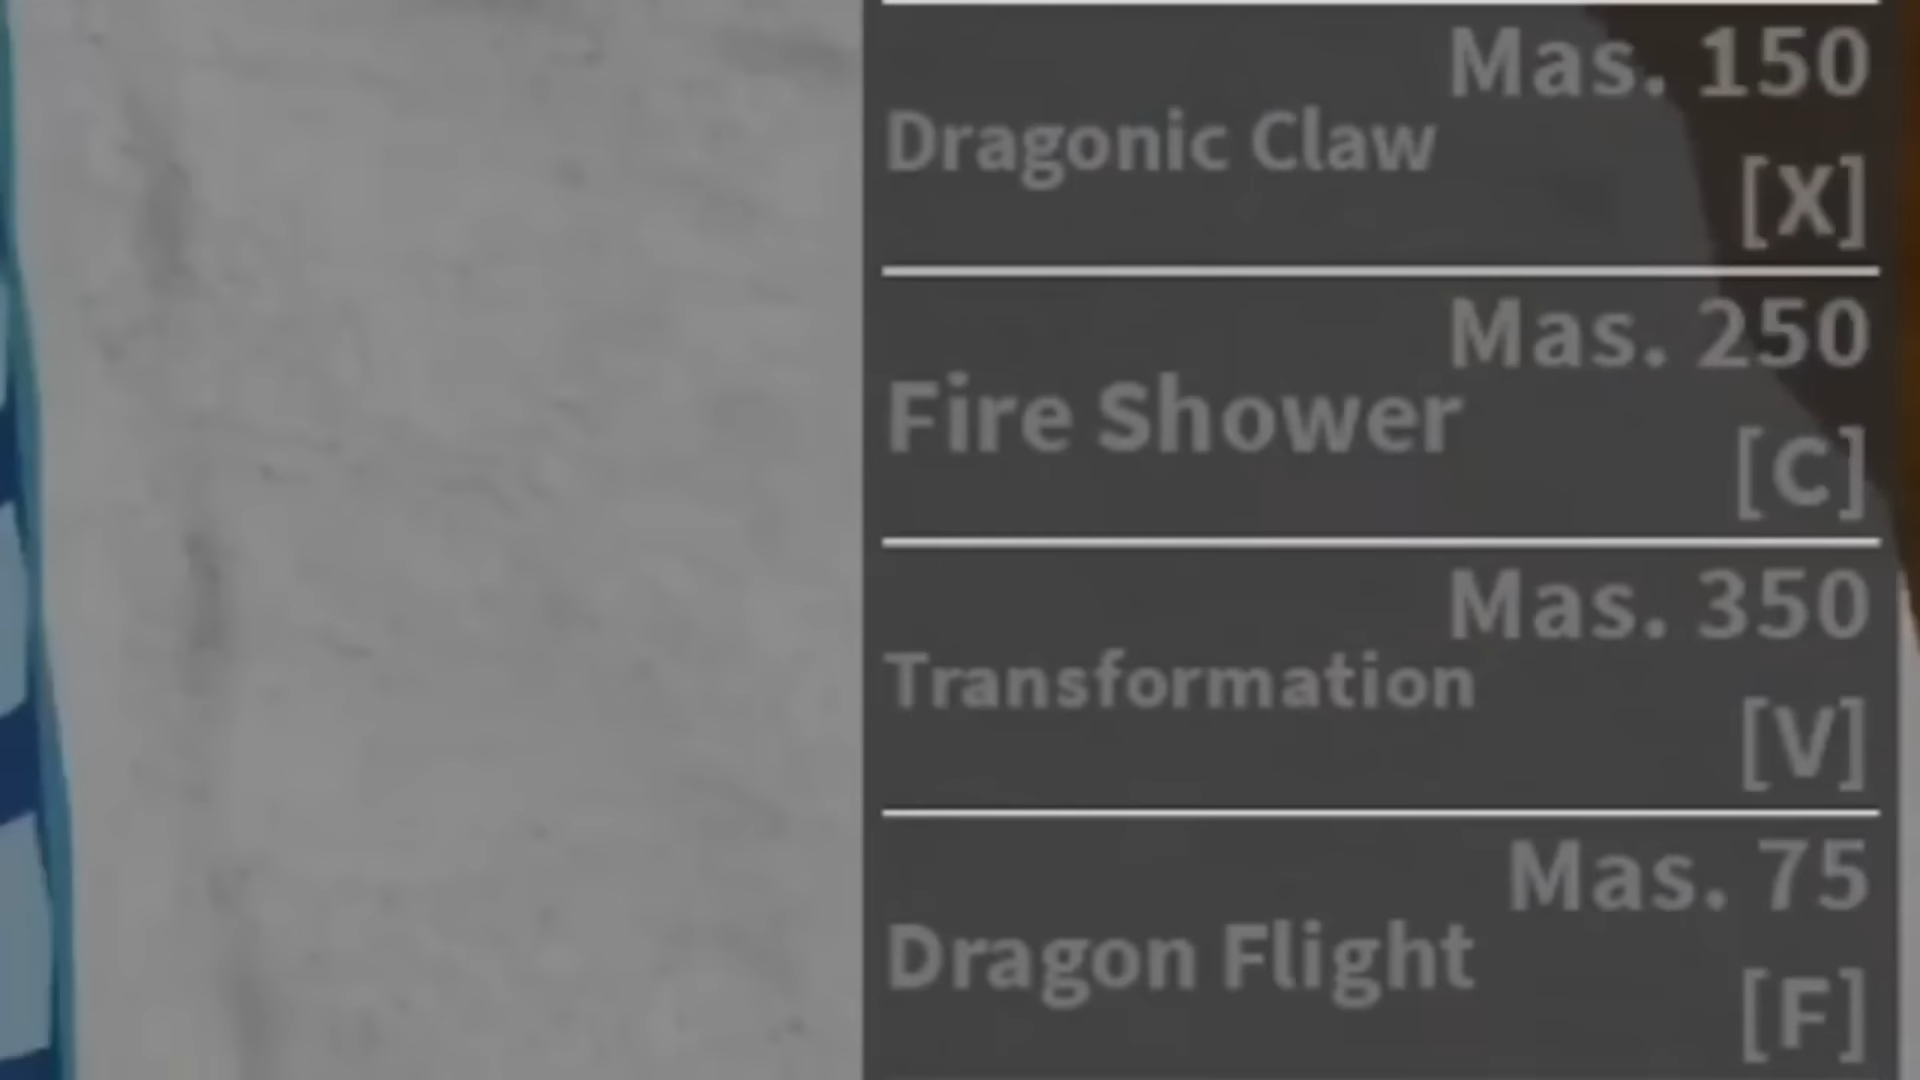 Mas. 150
Dragonic Claw
[X]
Mas. 250
Fire Shower
[C]
Mas. 350
Transformation
[V]
Mas. 75
Dragon Flight
[F]